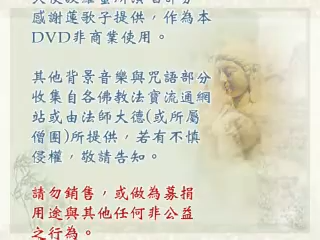 感謝蓮歌子提供，作為本
DVD非商業使用。
其他背景音樂與咒語部分
收集自各佛教法寶流通網
站或由法師大德(或所屬
僧團)所提供，若有不慎
侵權，敬請告知。
請勿銷售，或做為募捐
用途與其他任何非公益
之行為。